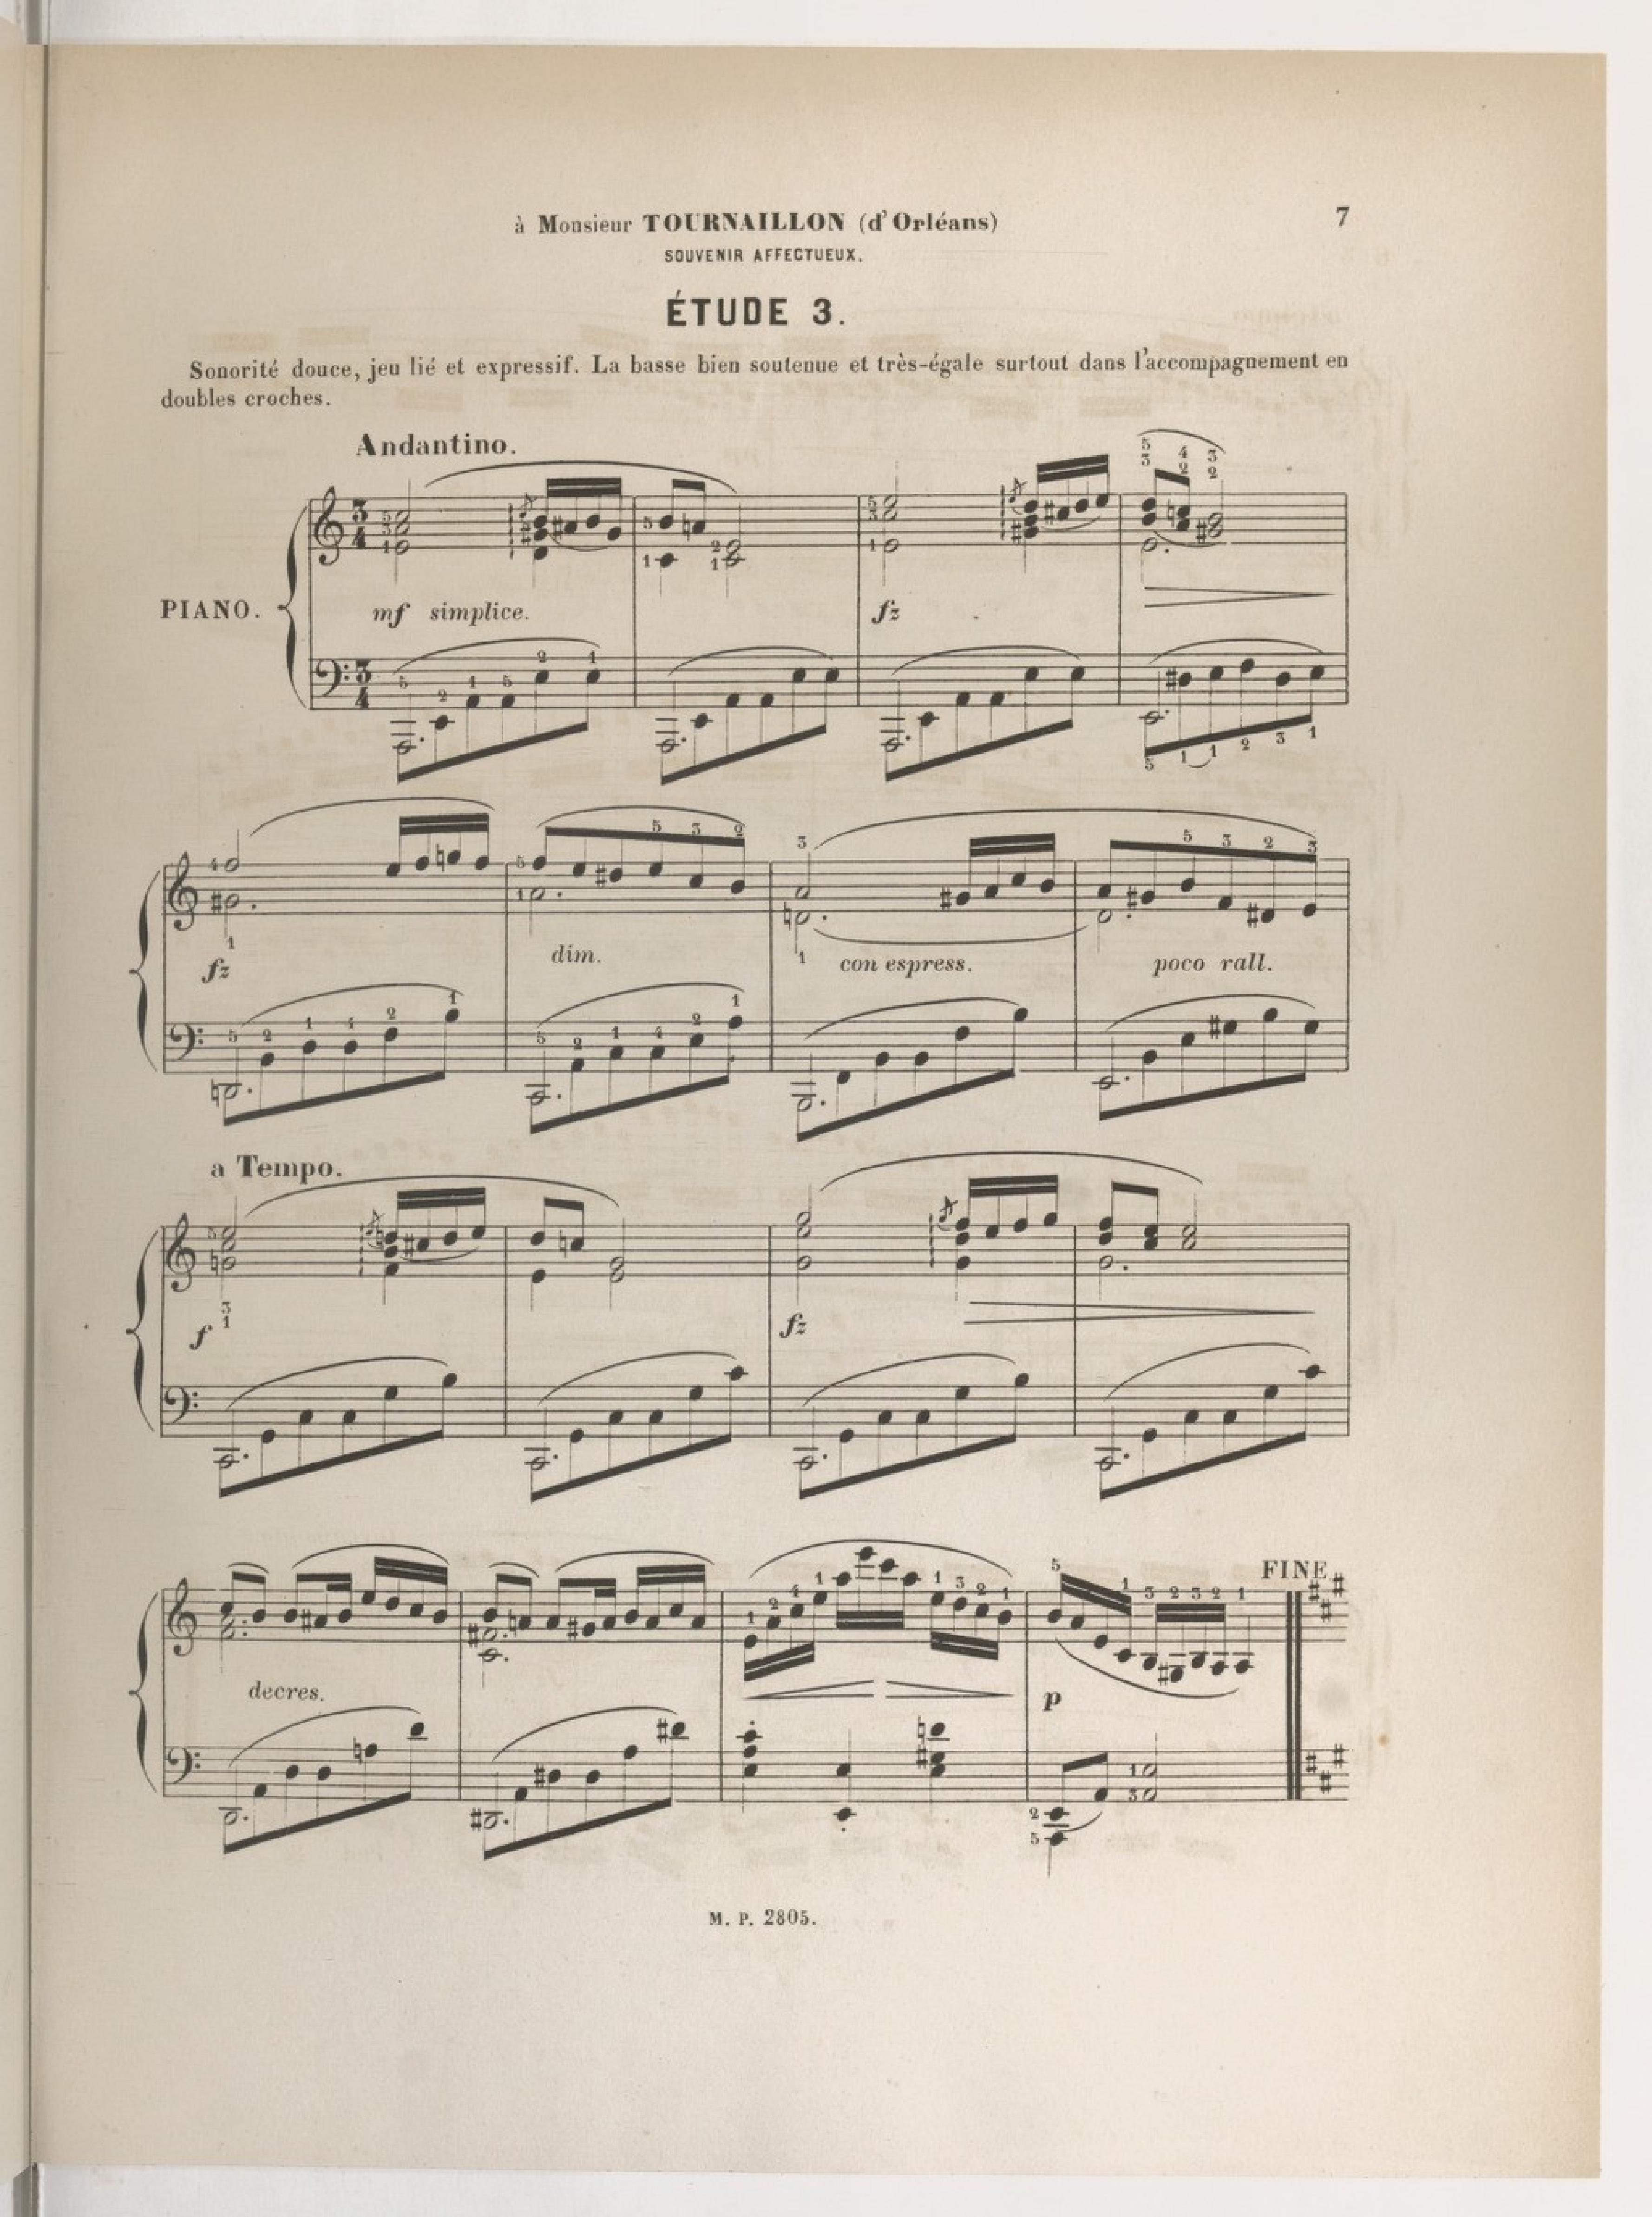 à Monsieur TOURNAILLON (d'Orléans)
7
SOUVENIR AFFECTUEUX.
ÉTUDE 3.
Sonorité douce, jeu lié et expressif. La basse bien soutenue et très-égale surtout dans l'accompagnement en
doubles croches.
Andantino.
PIANO.
mf simplice.
fz
fz
dim.
con espress.
poco rall.
a Tempo.
f
fz
FINE
decres.
p
M. P. 2805.